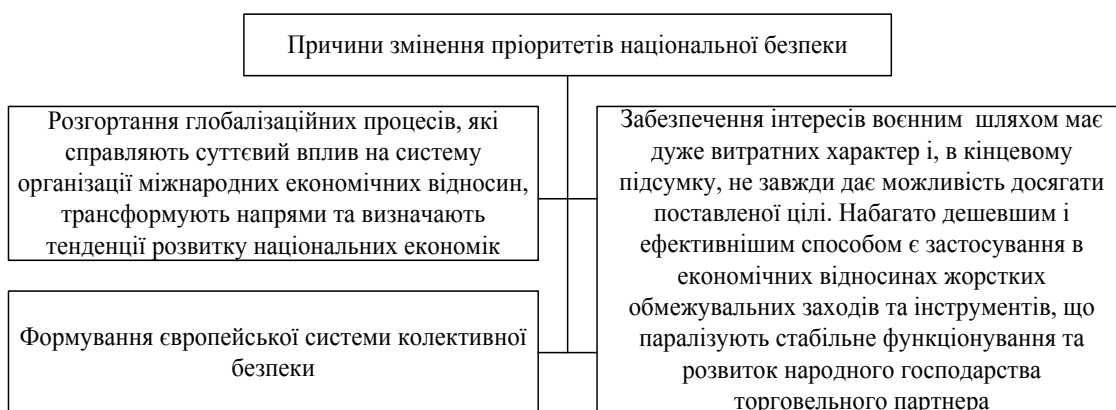 Причини змінення пріоритетів національної безпеки
Розгортання глобалізаційних процесів, які
справляють суттєвий вплив на систему
організації міжнародних економічних відносин,
трансформують напрями та визначають
тенденції розвитку національних економік
Формування європейської системи колективної
безпеки
Забезпечення інтересів воєнним шляхом має
дуже витратних характер і, в кінцевому
підсумку, не завжди дає можливість досягати
поставленої цілі. Набагато дешевшим і
ефективнішим способом є застосування в
економічних відносинах жорстких
обмежувальних заходів та інструментів, що
паралізують стабільне функціонування та
розвиток народного господарства
торговельного партнера